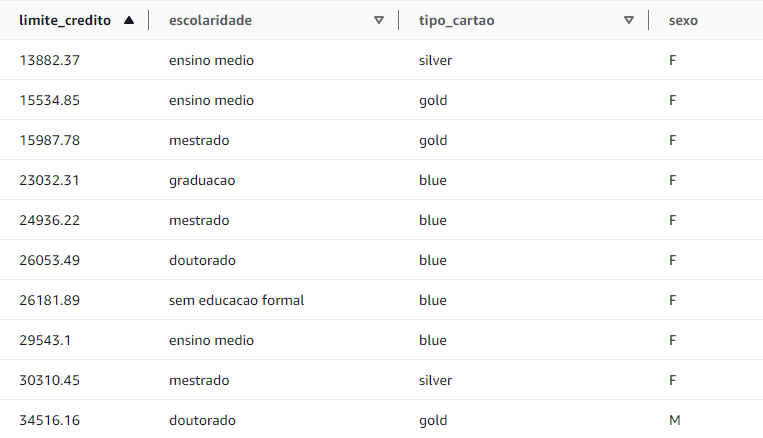 limite_credito escolaridade tipo_cartao sexo
13882.37 ensino medio silver F
15534.85 ensino medio gold F
15987.78 mestrado gold F
23032.31 graduacao blue F
24936.22 mestrado blue F
26053.49 doutorado blue F
26181.89 sem educacao formal blue F
29543.1 ensino medio blue F
30310.45 mestrado silver F
34516.16 doutorado gold M